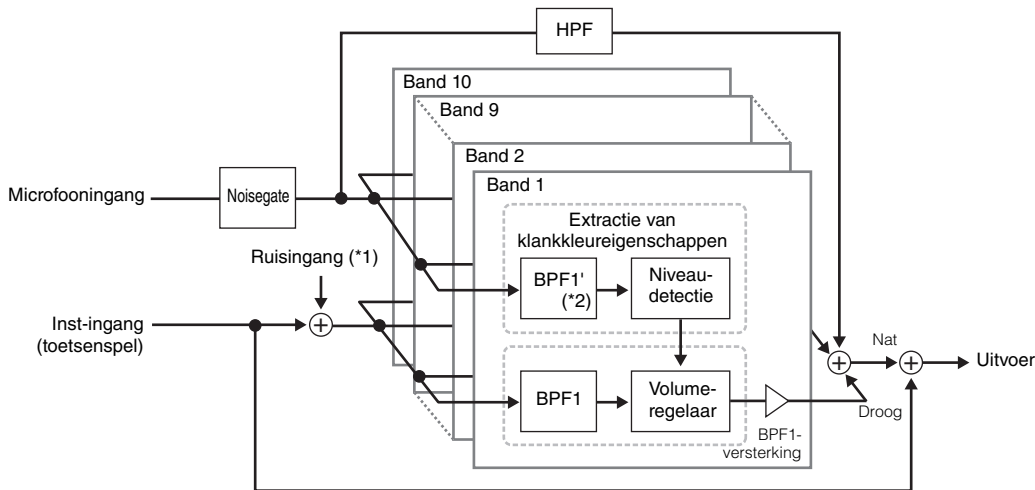 HPF
Band 10
Band 9
Band 2
Band 1
Microfooningang
Noisegate
Extractie van
klankkleureigenschappen
Ruisingang (*1)
BPF1'
(*2)
Niveau-
detectie
Inst-ingang
(toetsenspel)
Nat
Uitvoer
BPF1
Volume-
regelaar
Droog
BPF1-
versterking